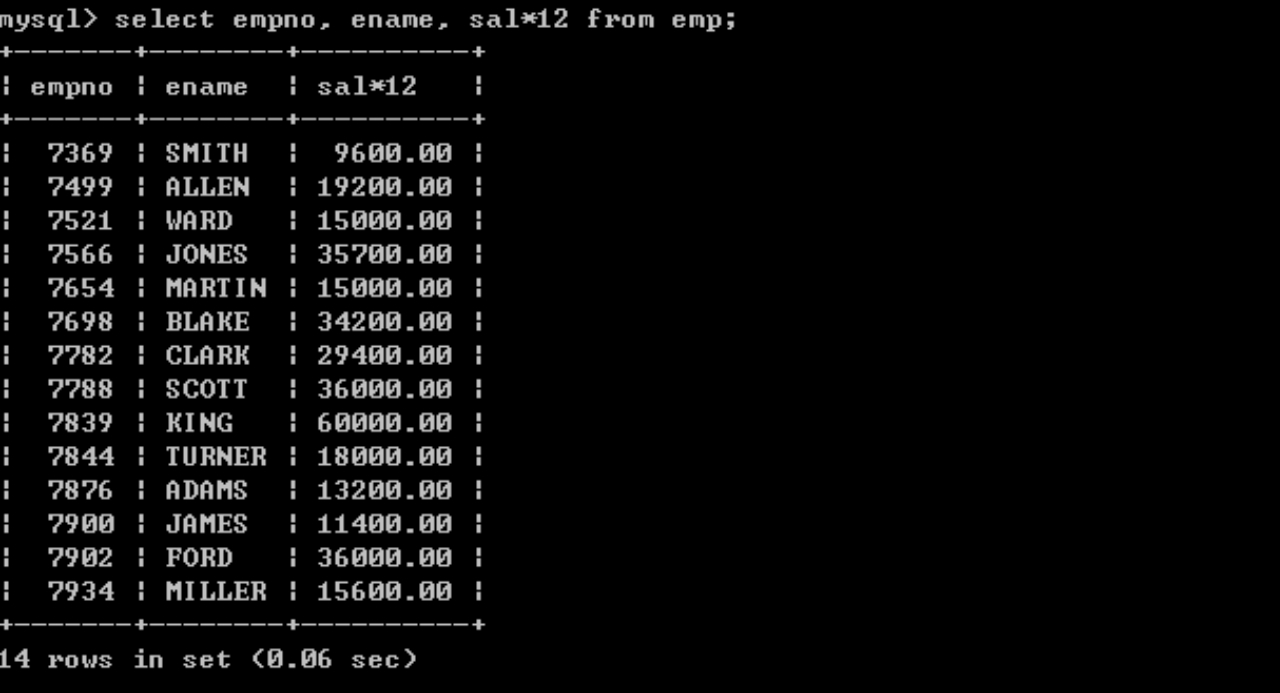 mysql> select empno, ename, sal*12 from emp;
+-------+--------+----------+
| empno | ename  | sal*12   |
+-------+--------+----------+
|  7369 | SMITH  |  9600.00 |
|  7499 | ALLEN  | 19200.00 |
|  7521 | WARD   | 15000.00 |
|  7566 | JONES  | 35700.00 |
|  7654 | MARTIN | 15000.00 |
|  7698 | BLAKE  | 34200.00 |
|  7782 | CLARK  | 29400.00 |
|  7788 | SCOTT  | 36000.00 |
|  7839 | KING   | 60000.00 |
|  7844 | TURNER | 18000.00 |
|  7876 | ADAMS  | 13200.00 |
|  7900 | JAMES  | 11400.00 |
|  7902 | FORD   | 36000.00 |
|  7934 | MILLER | 15600.00 |
+-------+--------+----------+
14 rows in set (0.06 sec)